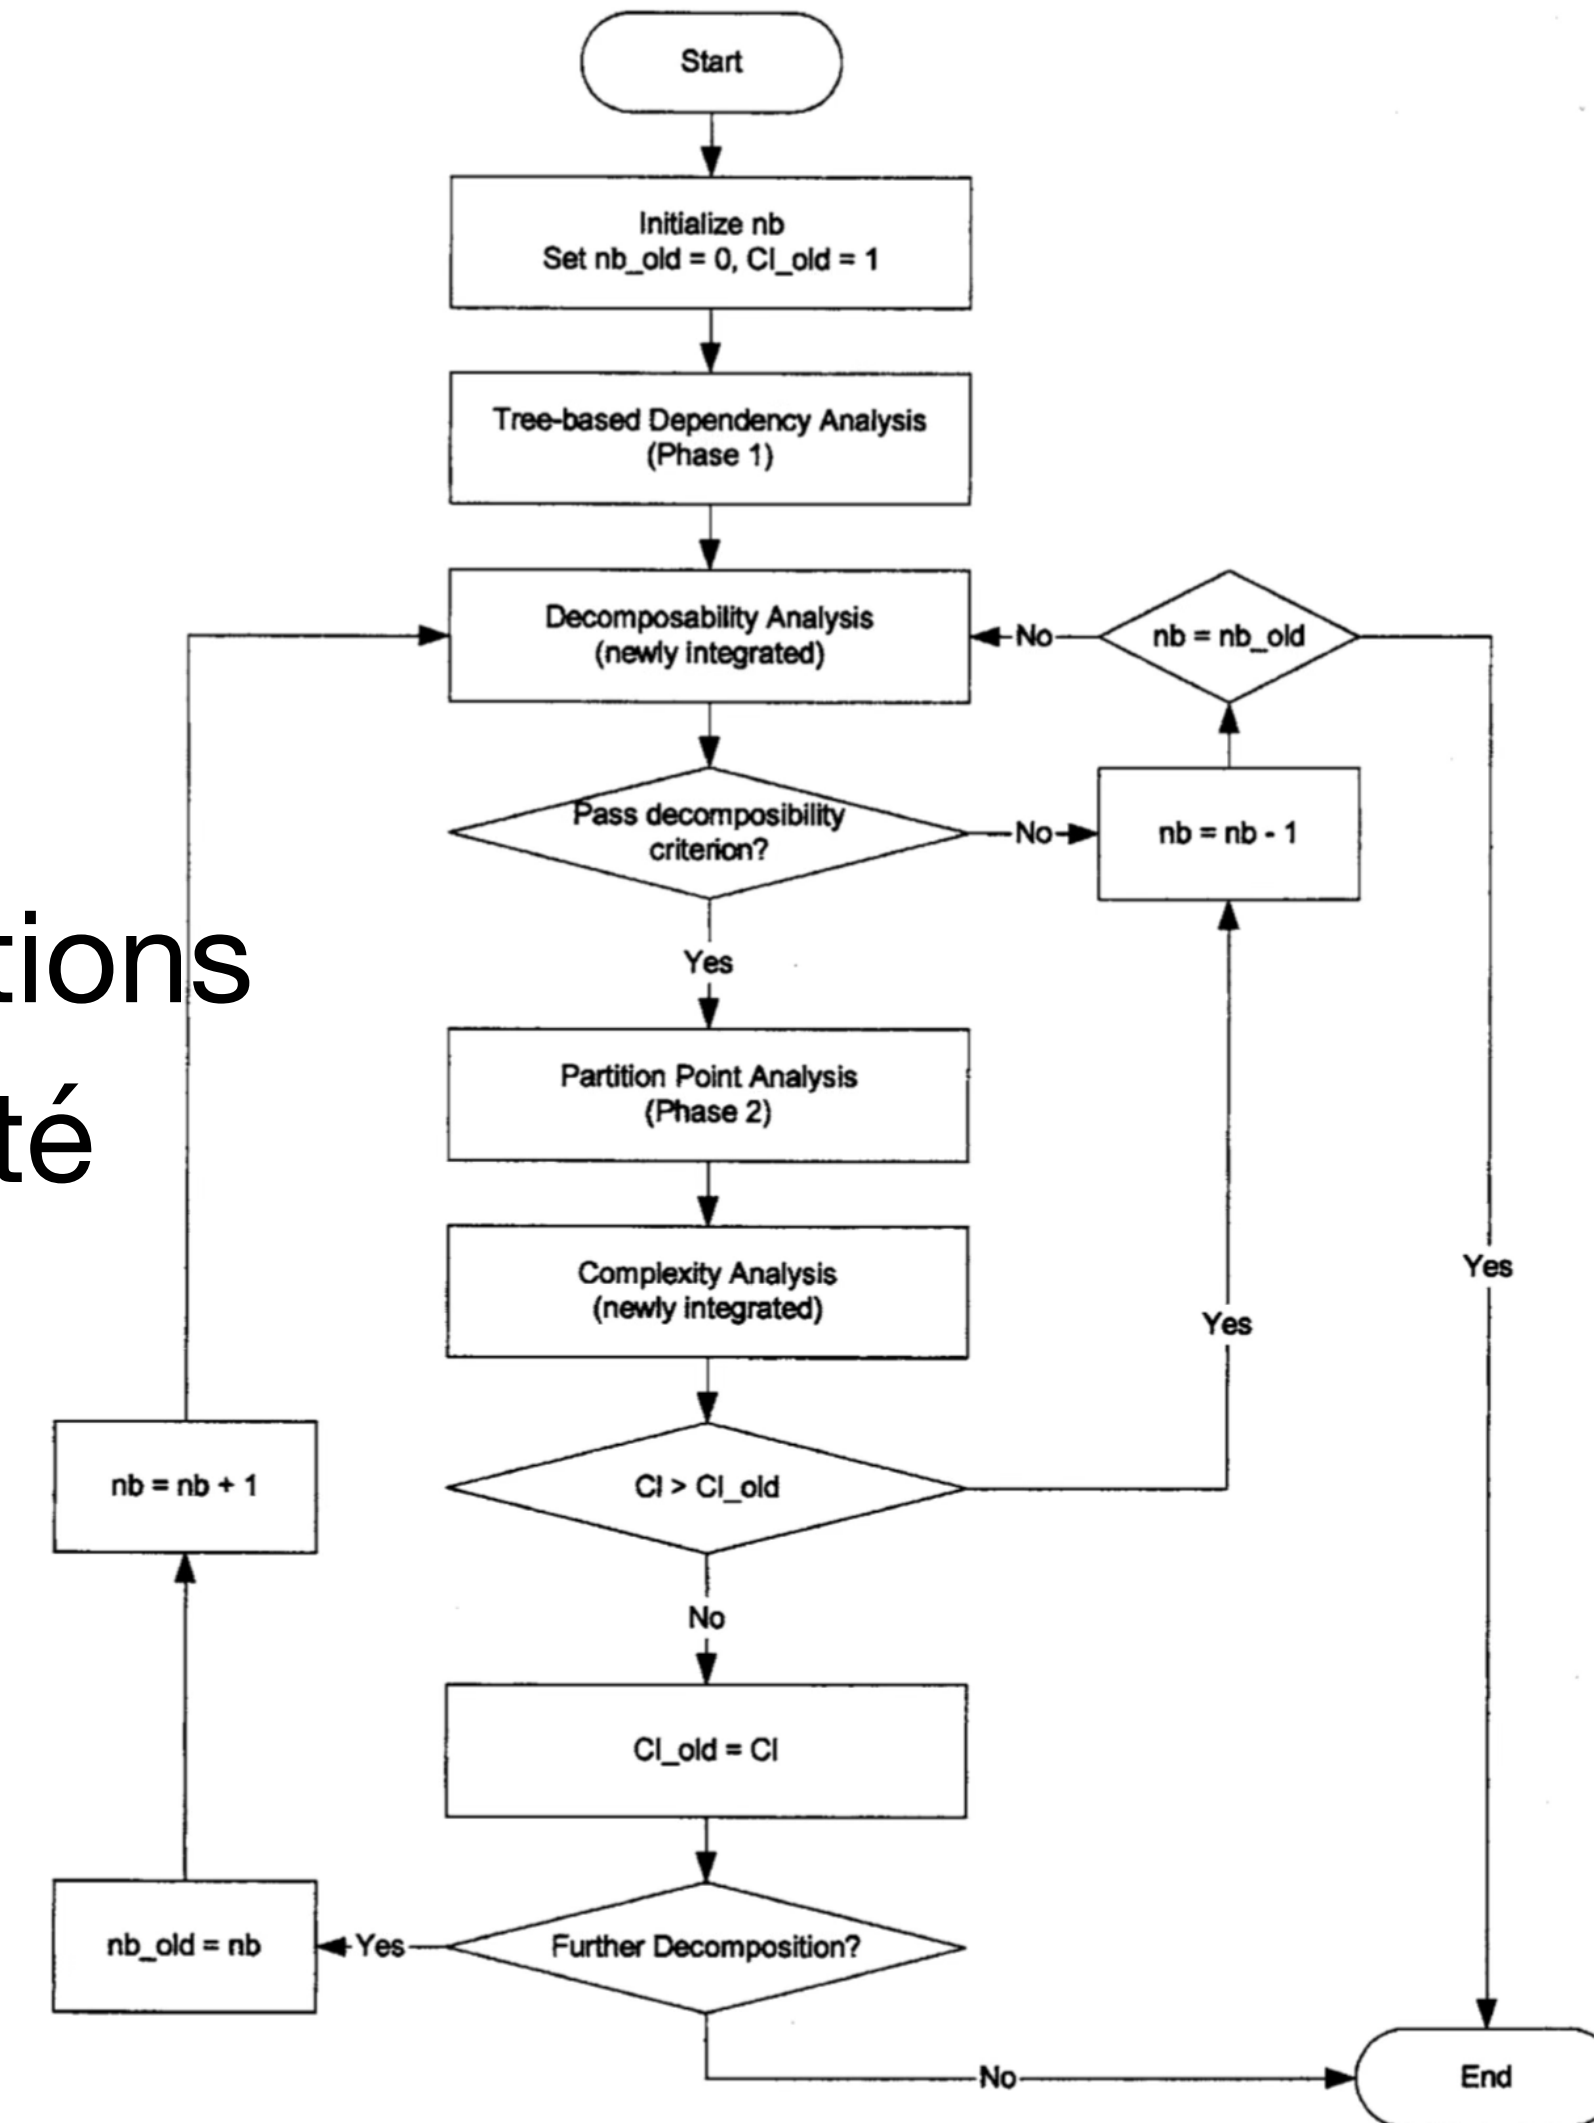 Start
Initialize nb
Set nb_old = 0, CI_old = 1
Tree-based Dependency Analysis
(Phase 1)
Decomposability Analysis
(newly integrated)
No
nb = nb_old
Pass decomposibility
criterion?
No
nb = nb - 1
tions
Yes
Partition Point Analysis
(Phase 2)
té
Complexity Analysis
(newly integrated)
Yes
Yes
nb = nb + 1
CI > CI_old
No
CI_old = CI
nb_old = nb
Yes
Further Decomposition?
No
End